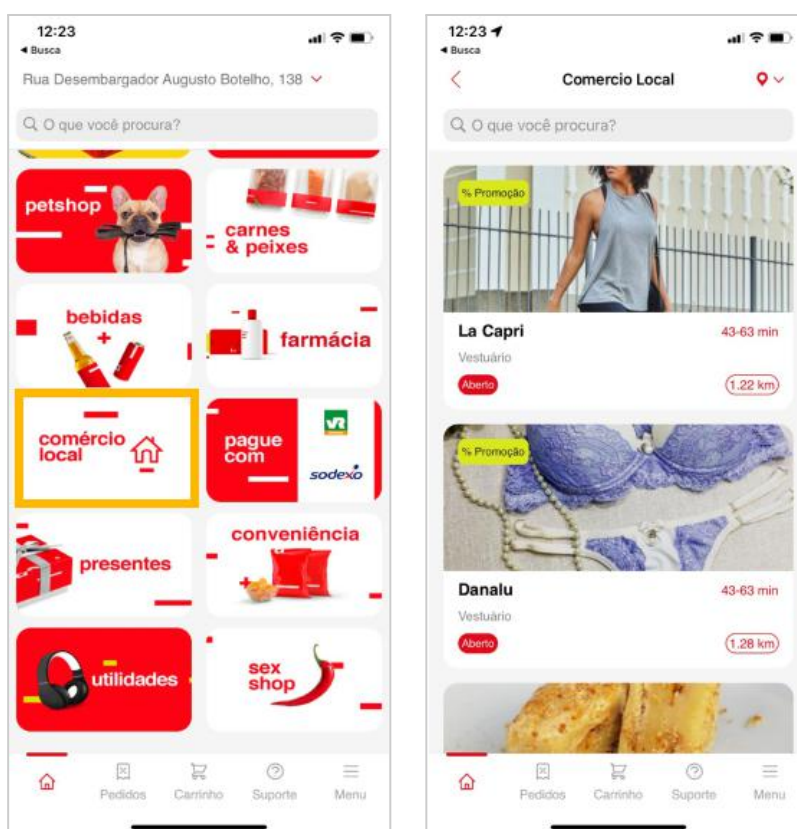 12:23
◀ Busca
Rua Desembargador Augusto Botelho, 138
O que você procura?
petshop
carnes
& peixes
bebidas
+
farmácia
comércio
local
pague
com
VR
sodexo
presentes
conveniência
+
utilidades
sex
shop
Pedidos
Carrinho
Suporte
Menu
12:23
◀ Busca
Comercio Local
O que você procura?
% Promoção
La Capri
43-63 min
Vestuário
Aberto
1.22 km
% Promoção
Danalu
43-63 min
Vestuário
Aberto
1.28 km
Pedidos
Carrinho
Suporte
Menu